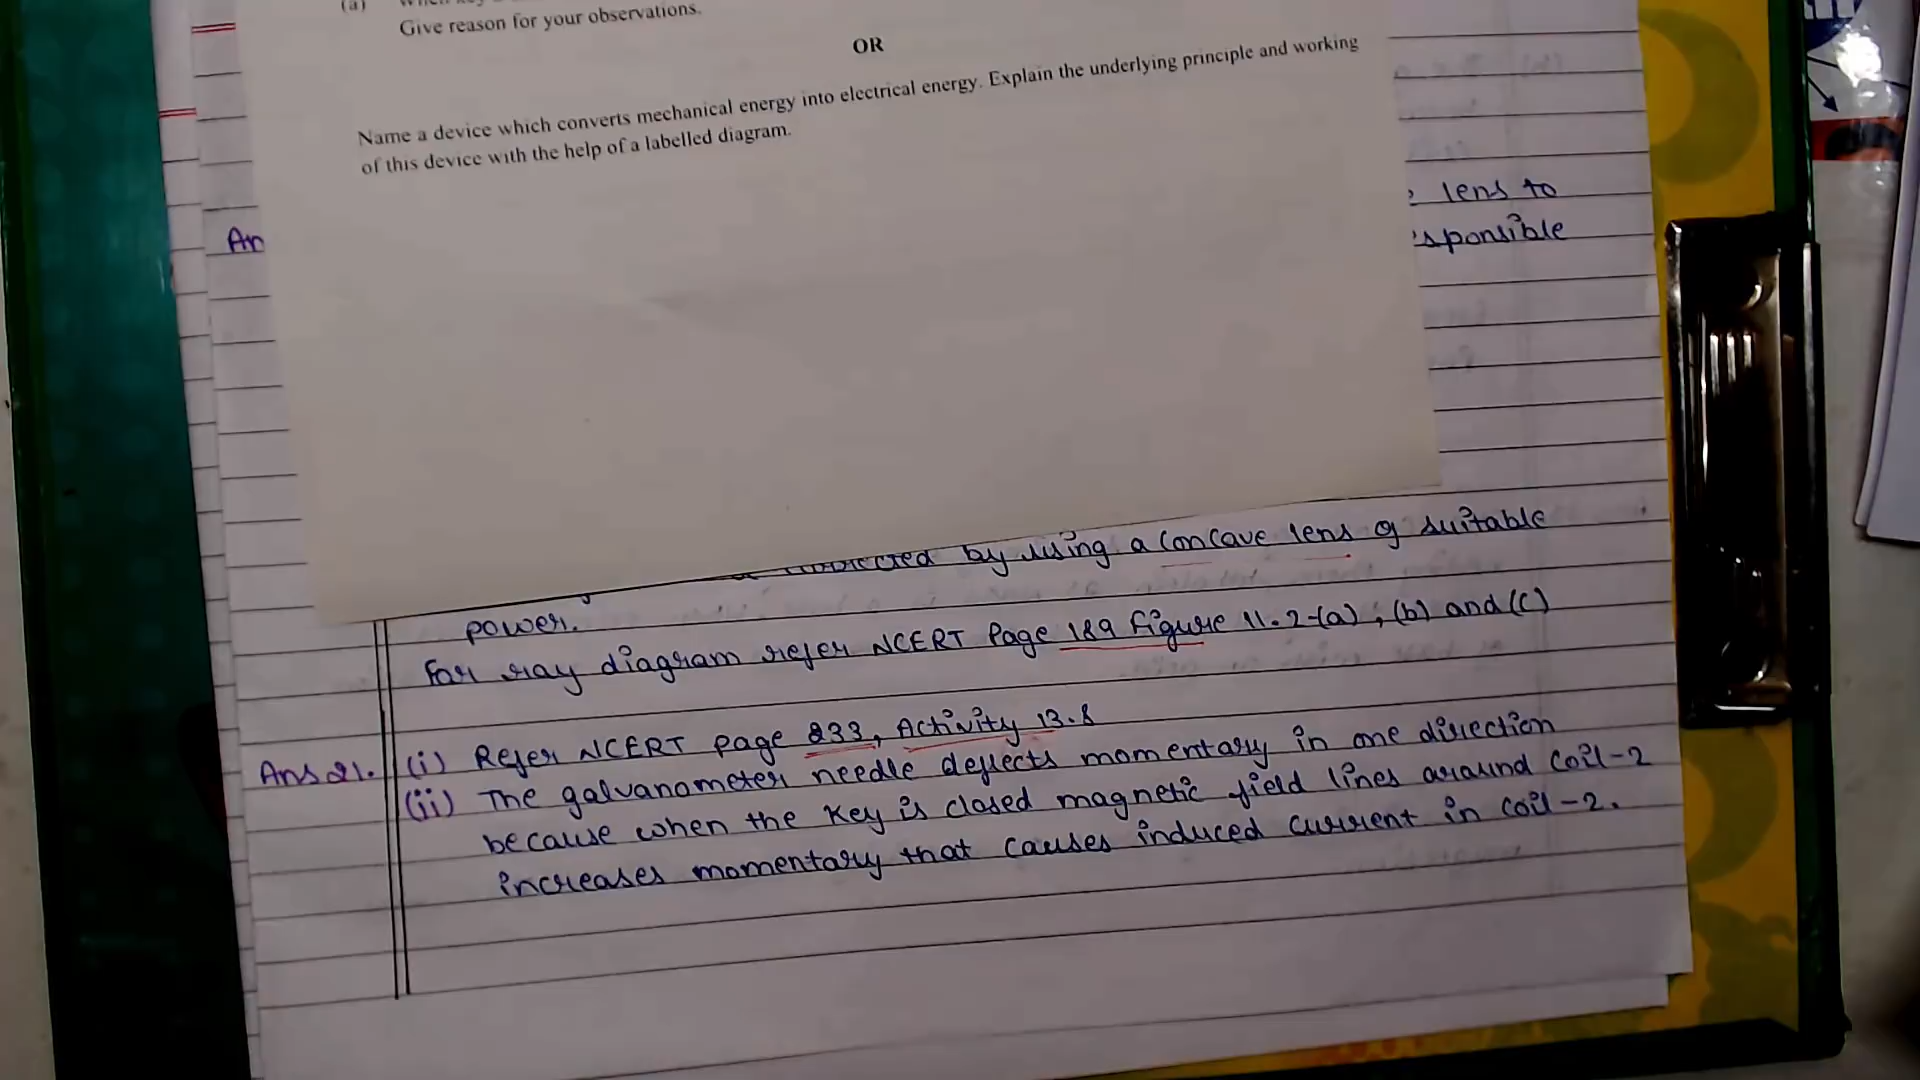 (a)
Give reason for your observations.
OR
Name a device which converts mechanical energy into electrical energy. Explain the underlying principle and working
of this device with the help of a labelled diagram.
lens to
An
sponsible
by using a concave lens of suitable
power.
For ray diagram refer NCERT Page 189 figure 11.2-(a), (b) and (c)
Ans 21. (i) Refer NCERT page 233, Activity 13.8
(ii) The galvanometer needle deflects momentary in one direction
because when the key is closed magnetic field lines around coil-2
increases momentary that causes induced current in coil-2.